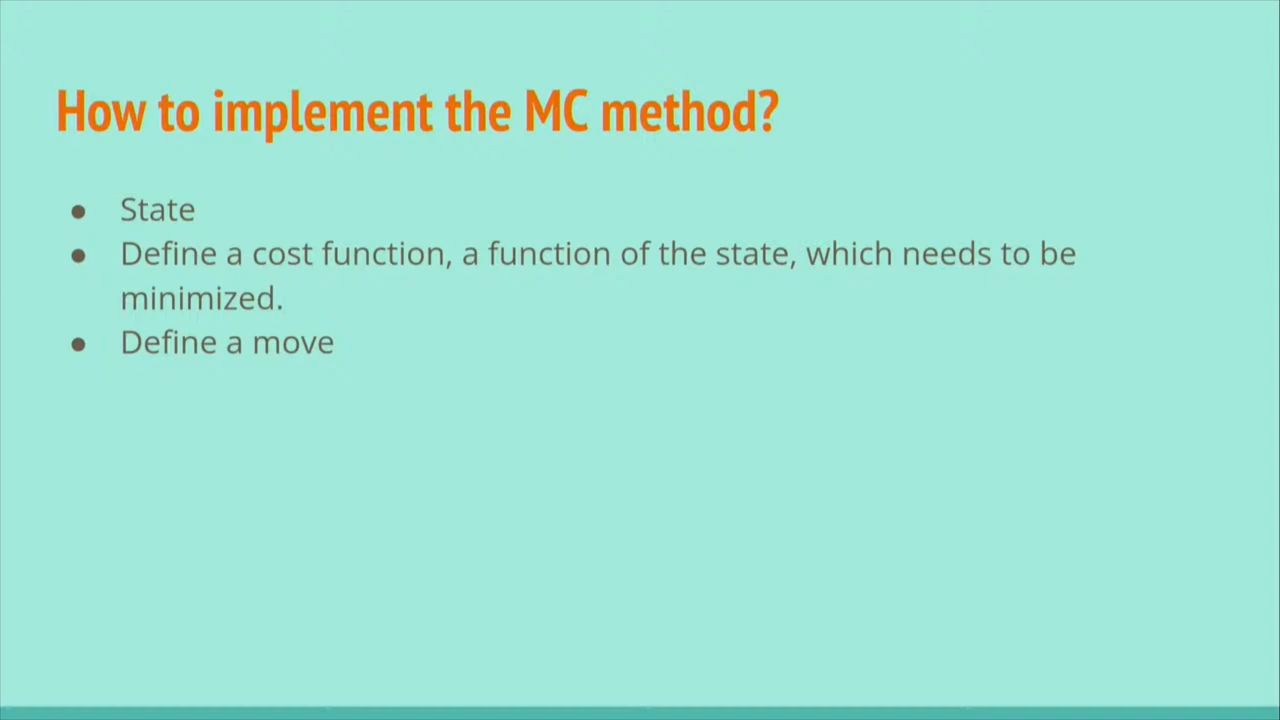 How to implement the MC method?
● State
● Define a cost function, a function of the state, which needs to be
minimized.
● Define a move